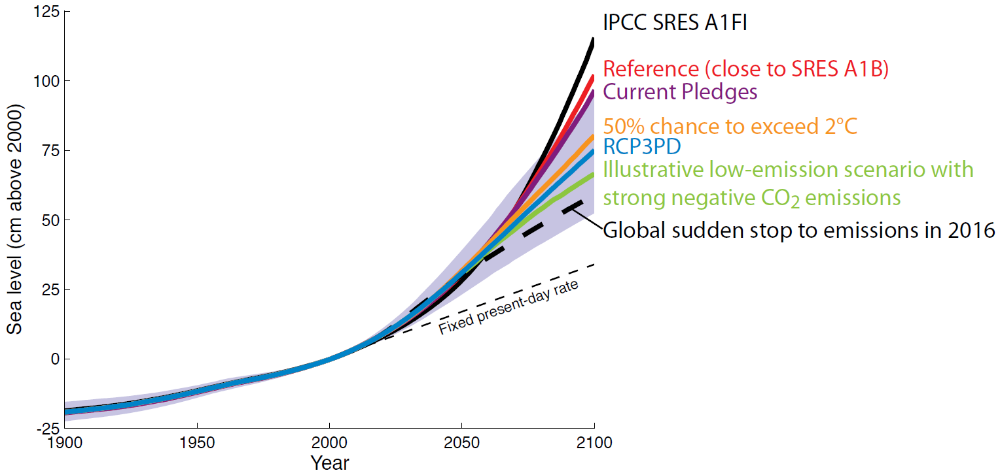 125
100
75
50
25
0
-25
Sea level (cm above 2000)
1900
1950
2000
2050
2100
Year
IPCC SRES A1FI
Reference (close to SRES A1B)
Current Pledges
50% chance to exceed 2°C
RCP3PD
Illustrative low-emission scenario with
strong negative CO2 emissions
Global sudden stop to emissions in 2016
Fixed present-day rate